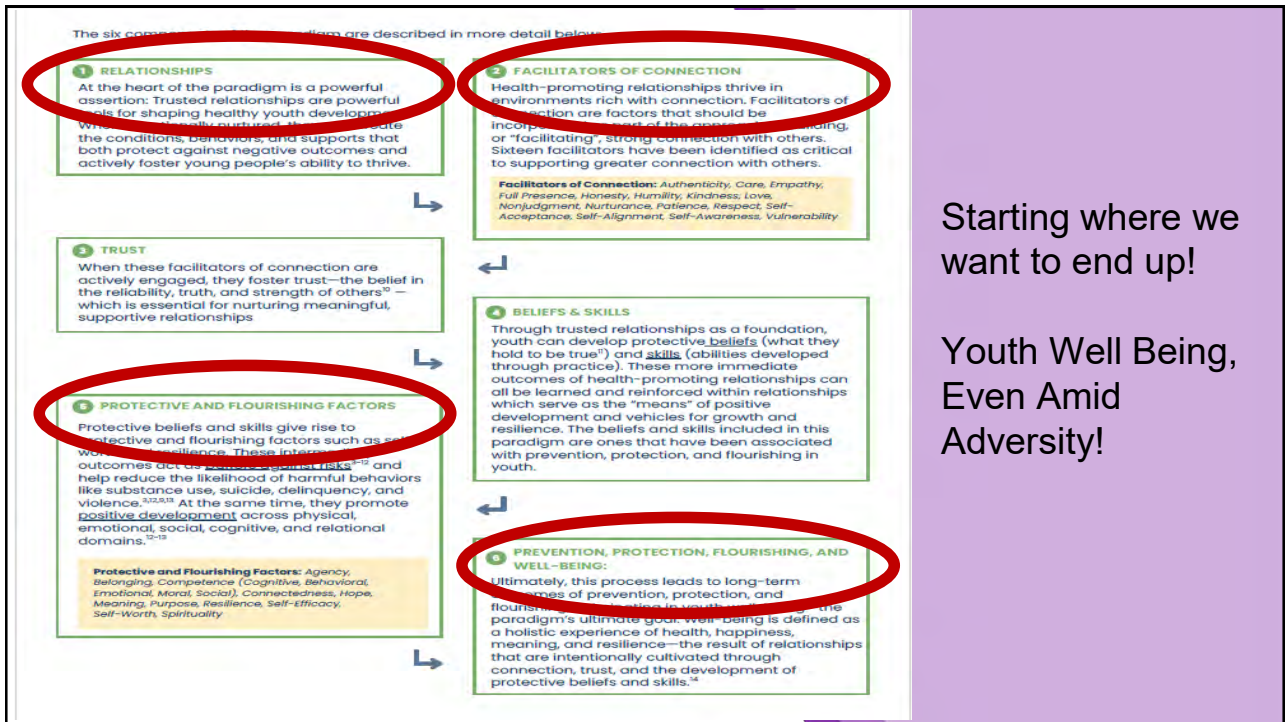 The six components of the paradigm are described in more detail below
1 RELATIONSHIPS
At the heart of the paradigm is a powerful
assertion: Trusted relationships are powerful
tools for shaping healthy youth development.
the conditions, behaviors, and supports that
both protect against negative outcomes and
actively foster young people's ability to thrive.
2 FACILITATORS OF CONNECTION
Health-promoting relationships thrive in
environments rich with connection. Facilitators of
connection are factors that should be
or "facilitating", strong connection with others.
Sixteen facilitators have been identified as critical
to supporting greater connection with others.
Facilitators of Connection: Authenticity, Care, Empathy,
Full Presence, Honesty, Humility, Kindness, Love,
Nonjudgment, Nurturance, Patience, Respect, Self-
Acceptance, Self-Alignment, Self-Awareness, Vulnerability
3 TRUST
When these facilitators of connection are
actively engaged, they foster trust—the belief in
the reliability, truth, and strength of others¹⁰ —
which is essential for nurturing meaningful,
supportive relationships
4 BELIEFS & SKILLS
Through trusted relationships as a foundation,
youth can develop protective beliefs (what they
hold to be true¹¹) and skills (abilities developed
through practice). These more immediate
outcomes of health-promoting relationships can
all be learned and reinforced within relationships
which serve as the "means" of positive
development and vehicles for growth and
resilience. The beliefs and skills included in this
paradigm are ones that have been associated
with prevention, protection, and flourishing in
youth.
5 PROTECTIVE AND FLOURISHING FACTORS
Protective beliefs and skills give rise to
protective and flourishing factors such as self
resilience. These
outcomes act as buffers against risks³⁻¹² and
help reduce the likelihood of harmful behaviors
like substance use, suicide, delinquency, and
violence.³,¹²,⁹,¹³ At the same time, they promote
positive development across physical,
emotional, social, cognitive, and relational
domains.¹²⁻¹³
Protective and Flourishing Factors: Agency,
Belonging, Competence (Cognitive, Behavioral,
Emotional, Moral, Social), Connectedness, Hope,
Meaning, Purpose, Resilience, Self-Efficacy,
Self-Worth, Spirituality
6 PREVENTION, PROTECTION, FLOURISHING, AND
WELL-BEING:
Ultimately, this process leads to long-term
outcomes of prevention, protection, and
paradigm's ultimate goal. Well-being is defined as
a holistic experience of health, happiness,
meaning, and resilience—the result of relationships
that are intentionally cultivated through
connection, trust, and the development of
protective beliefs and skills.¹⁴
Starting where we
want to end up!
Youth Well Being,
Even Amid
Adversity!